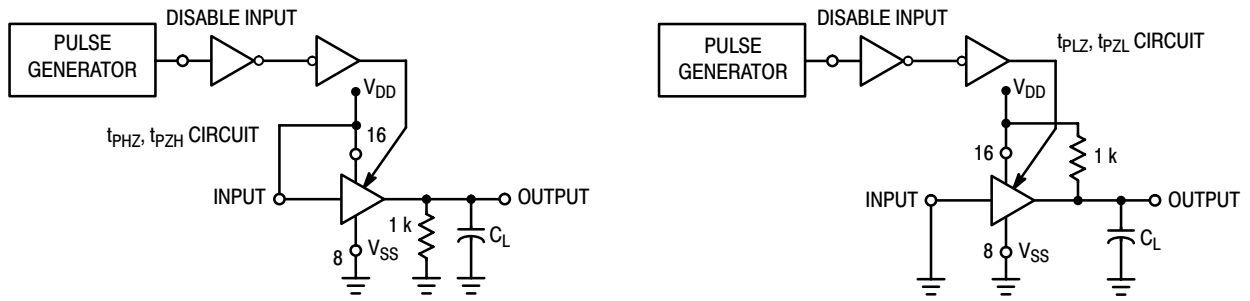 DISABLE INPUT
PULSE
GENERATOR
V_DD
t_PHZ, t_PZH CIRCUIT
16
INPUT
OUTPUT
1 k
C_L
8
V_SS
DISABLE INPUT
PULSE
GENERATOR
t_PLZ, t_PZL CIRCUIT
V_DD
16
1 k
INPUT
OUTPUT
C_L
8
V_SS